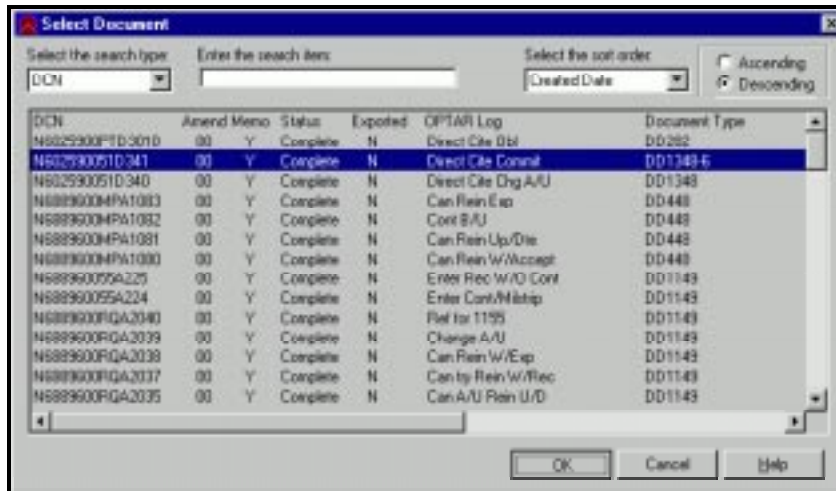 Select Document
Select the search type:
Enter the search item:
Select the sort order:
Ascending
DCN
Created Date
Descending
DCN Amend Memo Status Exported OPTAR Log Document Type
N6025900PTD3010 00 Y Complete N Direct Cite Obl DD282
N602590051D341 Direct Cite Commit DD1348-6
N602590051D340 00 Y Complete N Direct Cite Chg A/U DD1348
N6889600MPA1083 00 Y Complete N Can Rein Exp DD448
N6889600MPA1082 00 Y Complete N Cont B/U DD448
N6889600MPA1081 00 Y Complete N Can Rein Up/Dte DD448
N6889600MPA1080 00 Y Complete N Can Rein W/Accept DD448
N688960055A225 00 Y Complete N Enter Rec W/O Cont DD1149
N688960055A224 00 Y Complete N Enter Cont/Milstrip DD1149
N6889600RQA2040 00 Y Complete N Ref for 1155 DD1149
N6889600RQA2039 00 Y Complete N Change A/U DD1149
N6889600RQA2038 00 Y Complete N Can Rein W/Exp DD1149
N6889600RQA2037 00 Y Complete N Can by Rein W/Rec DD1149
N6889600RQA2035 00 Y Complete N Can A/U Rein U/D DD1149
OK Cancel Help